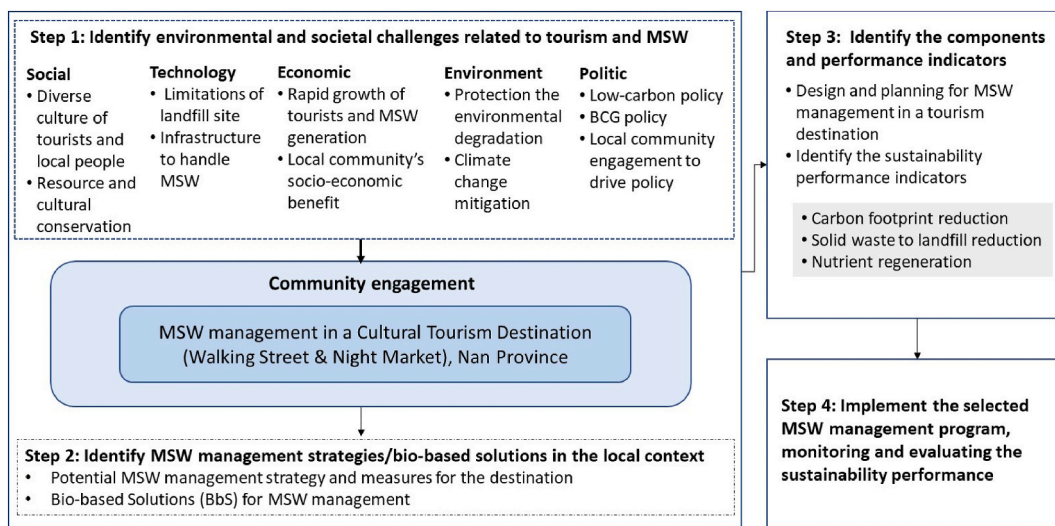 Step 1: Identify environmental and societal challenges related to tourism and MSW
Social
• Diverse
culture of
tourists and
local people
• Resource and
cultural
conservation
Technology
• Limitations of
landfill site
• Infrastructure
to handle
MSW
Economic
• Rapid growth of
tourists and MSW
generation
• Local community's
socio-economic
benefit
Environment
• Protection the
environmental
degradation
• Climate
change
mitigation
Politic
• Low-carbon policy
• BCG policy
• Local community
engagement to
drive policy
Community engagement
MSW management in a Cultural Tourism Destination
(Walking Street & Night Market), Nan Province
Step 2: Identify MSW management strategies/bio-based solutions in the local context
• Potential MSW management strategy and measures for the destination
• Bio-based Solutions (BbS) for MSW management
Step 3: Identify the components
and performance indicators
• Design and planning for MSW
management in a tourism
destination
• Identify the sustainability
performance indicators
• Carbon footprint reduction
• Solid waste to landfill reduction
• Nutrient regeneration
Step 4: Implement the selected
MSW management program,
monitoring and evaluating the
sustainability performance